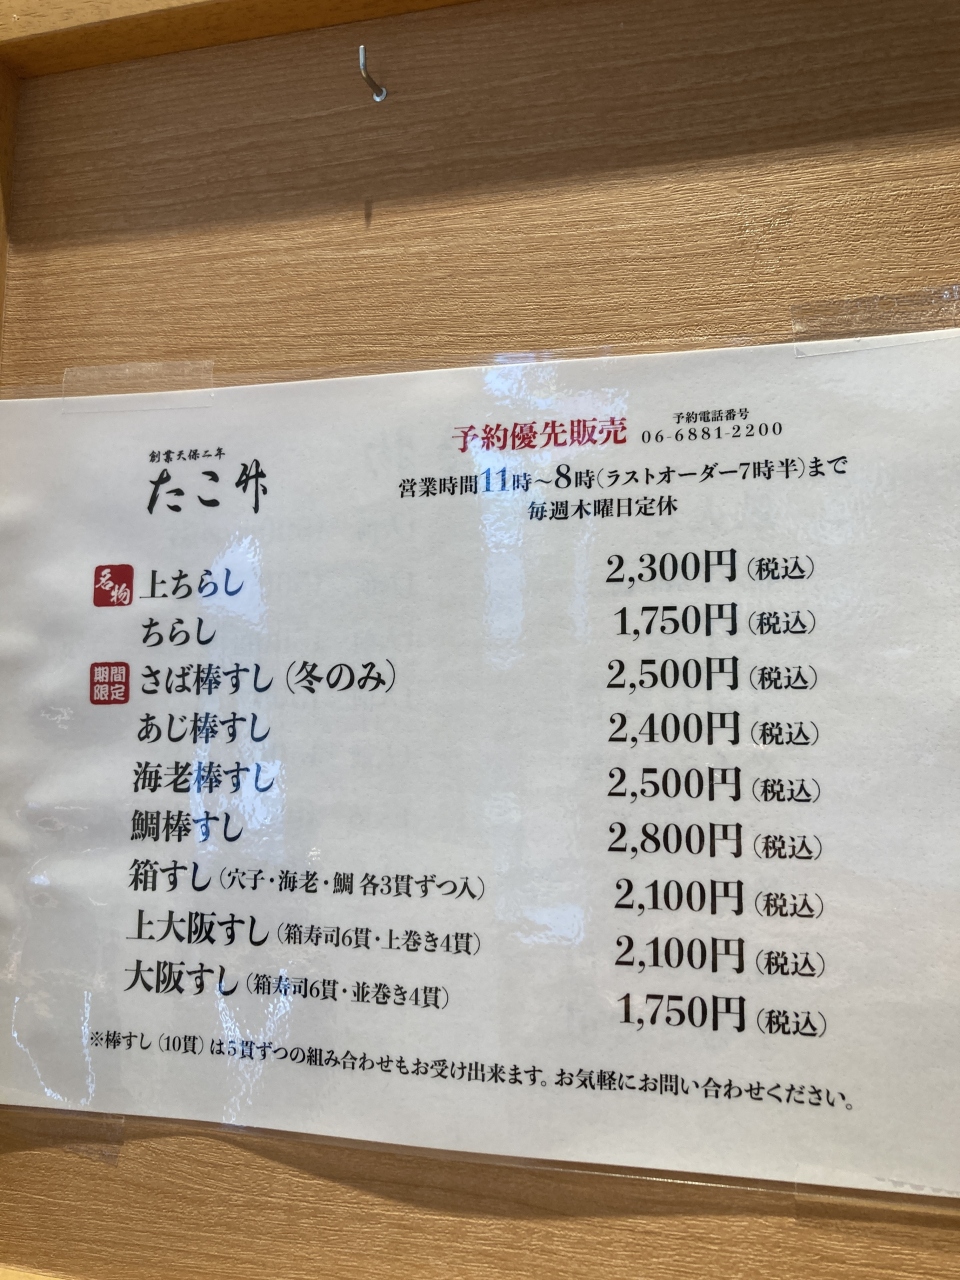 創業天保二年
たこ竹
予約優先販売
予約電話番号
06-6881-2200
営業時間11時～8時(ラストオーダー7時半)まで
毎週木曜日定休
名物 上ちらし 2,300円(税込)
ちらし 1,750円(税込)
期間限定 さば棒すし(冬のみ) 2,500円(税込)
あじ棒すし 2,400円(税込)
海老棒すし 2,500円(税込)
鯛棒すし 2,800円(税込)
箱すし(穴子・海老・鯛 各3貫ずつ入) 2,100円(税込)
上大阪すし(箱寿司6貫・上巻き4貫) 2,100円(税込)
大阪すし(箱寿司6貫・並巻き4貫) 1,750円(税込)
※棒すし(10貫)は5貫ずつの組み合わせもお受け出来ます。お気軽にお問い合わせください。